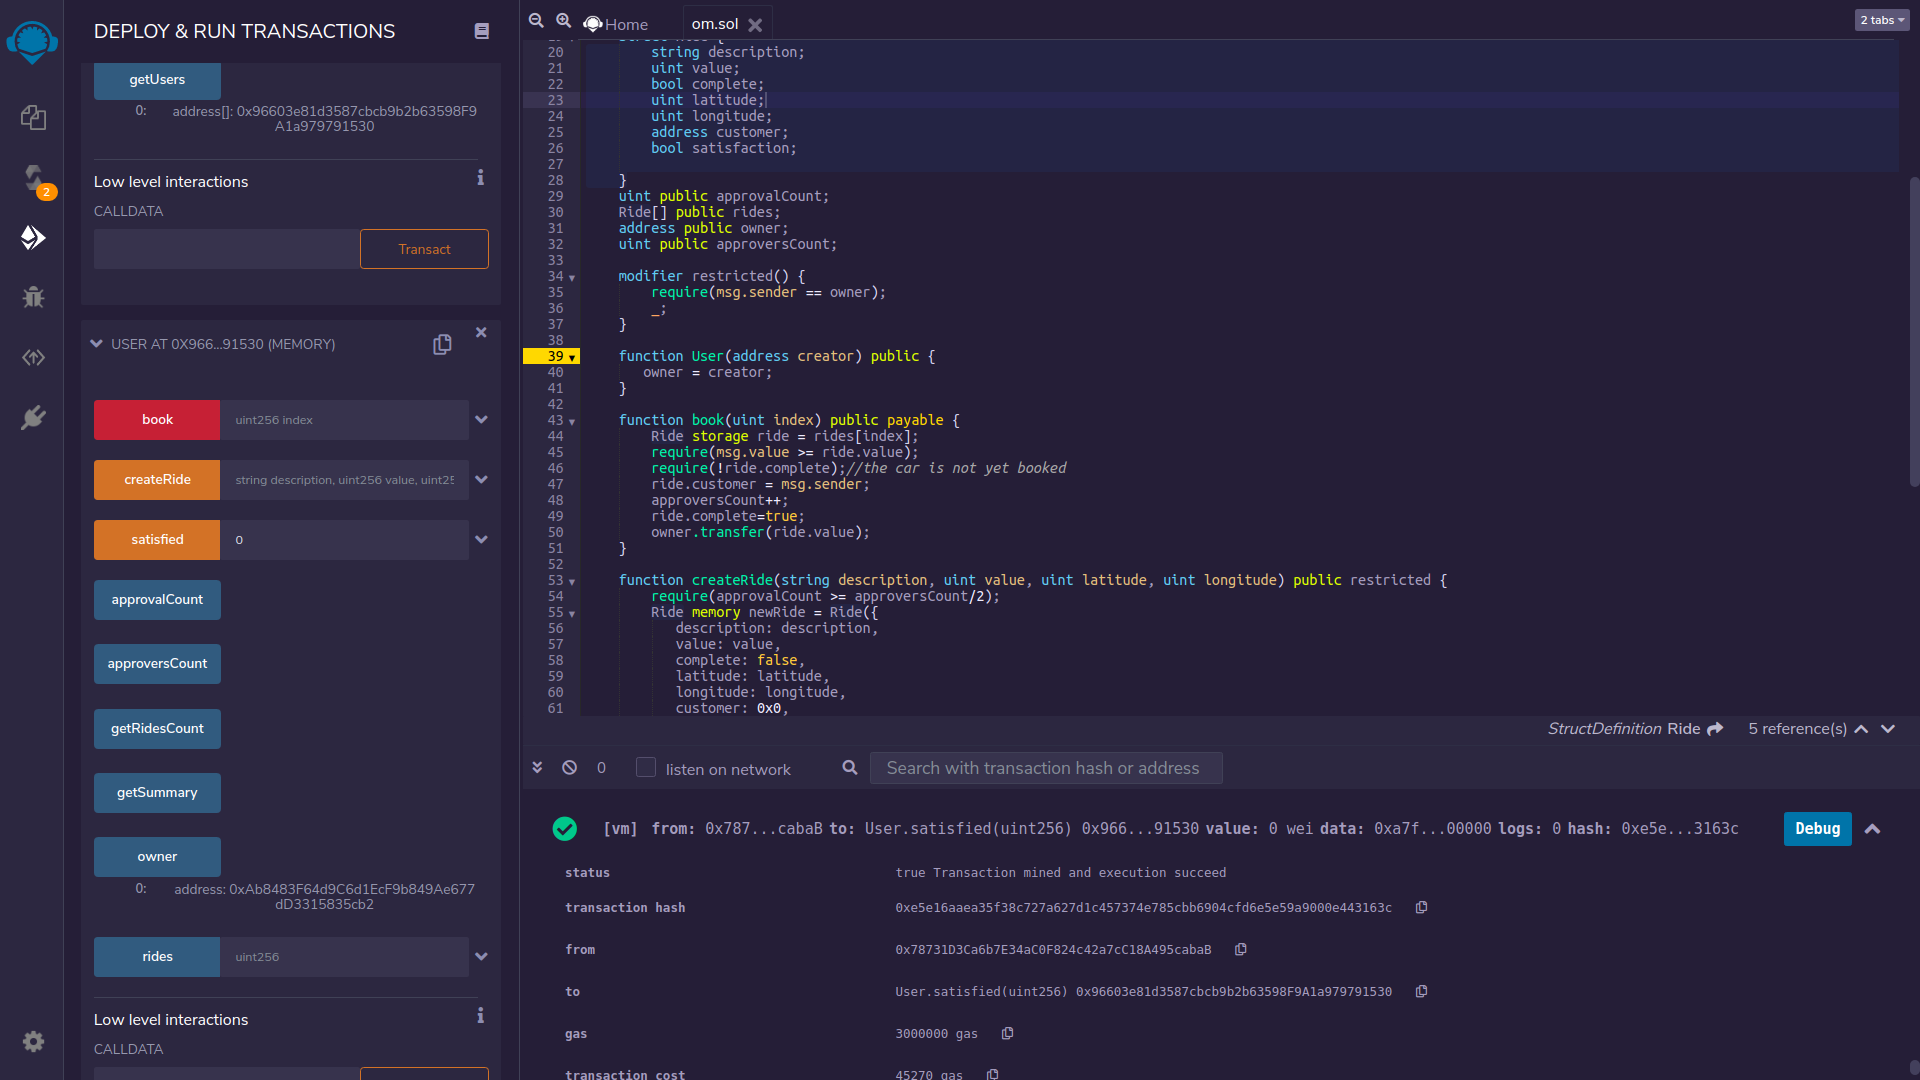 DEPLOY & RUN TRANSACTIONS
getUsers
0: address[]: 0x96603e81d3587cbcb9b2b63598F9
A1a979791530
Low level interactions
CALLDATA
Transact
2
USER AT 0X966...91530 (MEMORY)
book uint256 index
createRide string description, uint256 value, uint25
satisfied 0
approvalCount
approversCount
getRidesCount
getSummary
owner
0: address: 0xAb8483F64d9C6d1EcF9b849Ae677
dD3315835cb2
rides uint256
Low level interactions
CALLDATA
Home om.sol 2 tabs
20 string description;
21 uint value;
22 bool complete;
23 uint latitude;
24 uint longitude;
25 address customer;
26 bool satisfaction;
27
28 }
29 uint public approvalCount;
30 Ride[] public rides;
31 address public owner;
32 uint public approversCount;
33
34 modifier restricted() {
35 require(msg.sender == owner);
36 _;
37 }
38
39 function User(address creator) public {
40 owner = creator;
41 }
42
43 function book(uint index) public payable {
44 Ride storage ride = rides[index];
45 require(msg.value >= ride.value);
46 require(!ride.complete);//the car is not yet booked
47 ride.customer = msg.sender;
48 approversCount++;
49 ride.complete=true;
50 owner.transfer(ride.value);
51 }
52
53 function createRide(string description, uint value, uint latitude, uint longitude) public restricted {
54 require(approvalCount >= approversCount/2);
55 Ride memory newRide = Ride({
56 description: description,
57 value: value,
58 complete: false,
59 latitude: latitude,
60 longitude: longitude,
61 customer: 0x0,
StructDefinition Ride 5 reference(s)
0 listen on network Search with transaction hash or address
[vm] from: 0x787...cabaB to: User.satisfied(uint256) 0x966...91530 value: 0 wei data: 0xa7f...00000 logs: 0 hash: 0xe5e...3163c Debug
status true Transaction mined and execution succeed
transaction hash 0xe5e16aaea35f38c727a627d1c457374e785cbb6904cfd6e5e59a9000e443163c
from 0x78731D3Ca6b7E34aC0F824c42a7cC18A495cabaB
to User.satisfied(uint256) 0x96603e81d3587cbcb9b2b63598F9A1a979791530
gas 3000000 gas
transaction cost 45270 gas